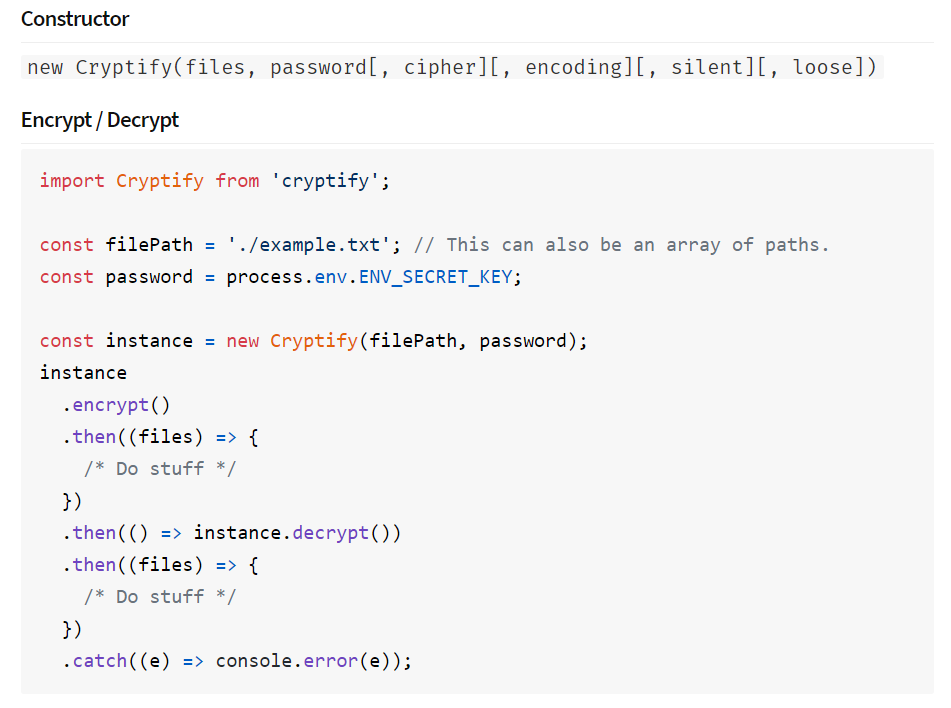 Constructor
new Cryptify(files, password[, cipher][, encoding][, silent][, loose])
Encrypt / Decrypt
import Cryptify from 'cryptify';
const filePath = './example.txt'; // This can also be an array of paths.
const password = process.env.ENV_SECRET_KEY;
const instance = new Cryptify(filePath, password);
instance
  .encrypt()
  .then((files) => {
    /* Do stuff */
  })
  .then(() => instance.decrypt())
  .then((files) => {
    /* Do stuff */
  })
  .catch((e) => console.error(e));